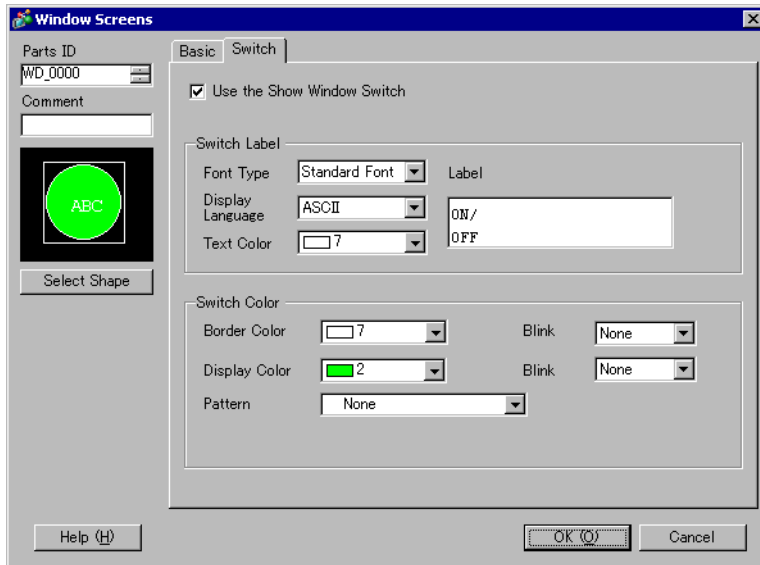 Window Screens
Parts ID
WD_0000
Comment
ABC
Select Shape
Basic
Switch
Use the Show Window Switch
Switch Label
Font Type
Standard Font
Label
Display
Language
ASCII
ON/
OFF
Text Color
7
Switch Color
Border Color
7
Blink
None
Display Color
2
Blink
None
Pattern
None
Help (H)
OK (O)
Cancel